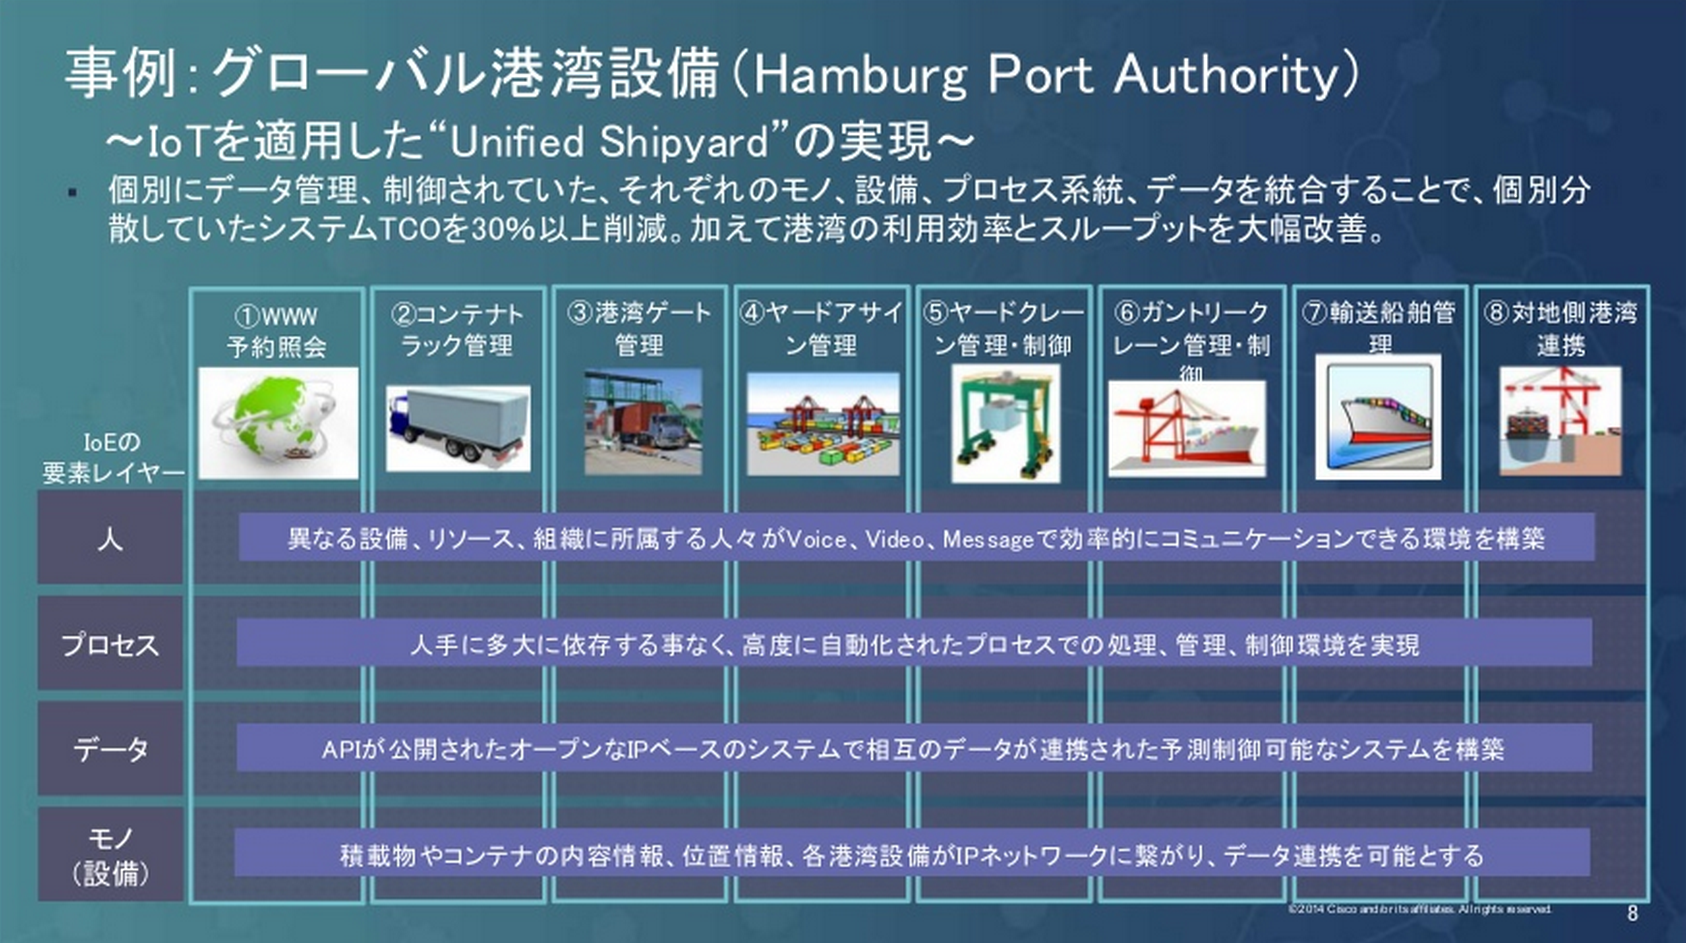 事例：グローバル港湾設備（Hamburg Port Authority）
～IoTを適用した“Unified Shipyard”の実現～
▪ 個別にデータ管理、制御されていた、それぞれのモノ、設備、プロセス系統、データを統合することで、個別分
散していたシステムTCOを30%以上削減。加えて港湾の利用効率とスループットを大幅改善。
①WWW
予約照会
②コンテナト
ラック管理
③港湾ゲート
管理
④ヤードアサイ
ン管理
⑤ヤードクレー
ン管理・制御
⑥ガントリーク
レーン管理・制
御
⑦輸送船舶管
理
⑧対地側港湾
連携
IoEの
要素レイヤー
人
異なる設備、リソース、組織に所属する人々がVoice、Video、Messageで効率的にコミュニケーションできる環境を構築
プロセス
人手に多大に依存する事なく、高度に自動化されたプロセスでの処理、管理、制御環境を実現
データ
APIが公開されたオープンなIPベースのシステムで相互のデータが連携された予測制御可能なシステムを構築
モノ
（設備）
積載物やコンテナの内容情報、位置情報、各港湾設備がIPネットワークに繋がり、データ連携を可能とする
©2014 Cisco and/or its affiliates. All rights reserved.
8